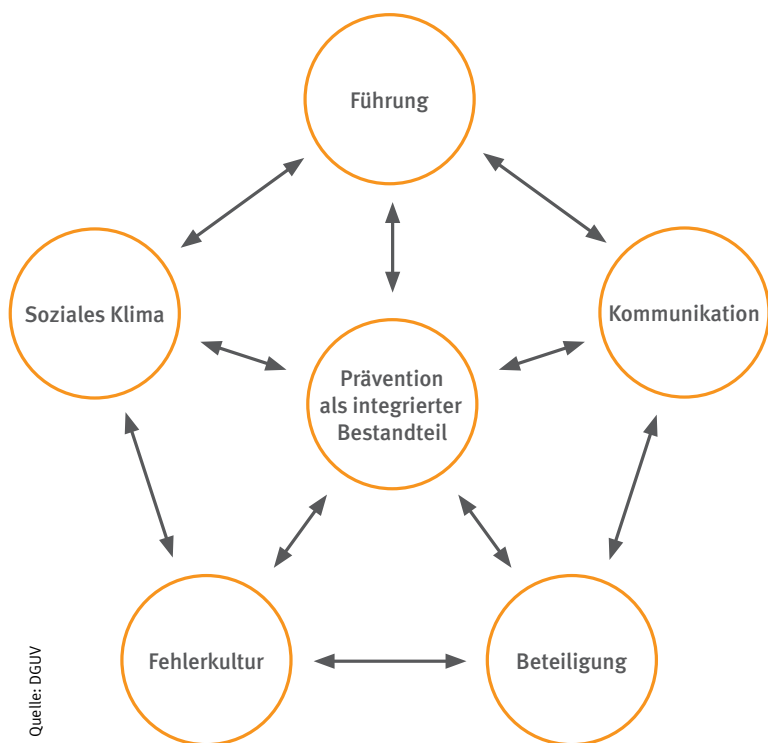 Führung
Soziales Klima
Kommunikation
Prävention
als integrierter
Bestandteil
Fehlerkultur
Beteiligung
Quelle: DGUV